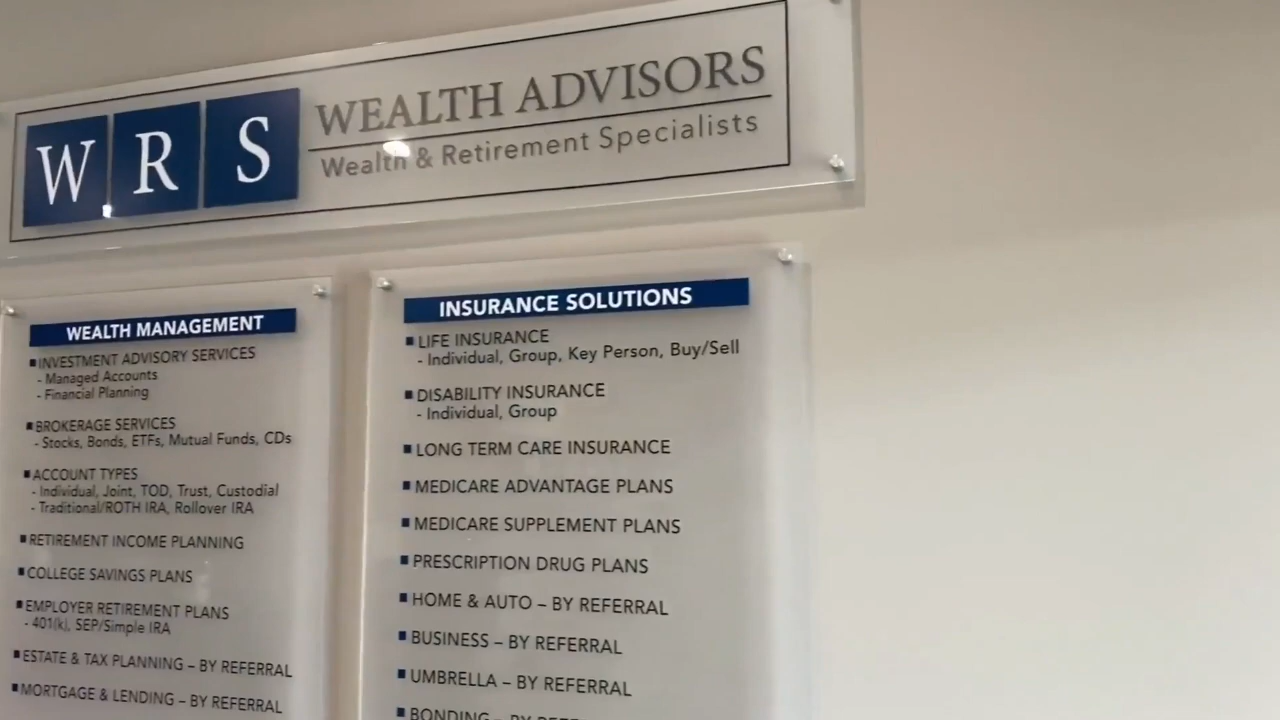 W R S
WEALTH ADVISORS
Wealth & Retirement Specialists
WEALTH MANAGEMENT
INVESTMENT ADVISORY SERVICES
- Managed Accounts
- Financial Planning
BROKERAGE SERVICES
- Stocks, Bonds, ETFs, Mutual Funds, CDs
ACCOUNT TYPES
- Individual, Joint, TOD, Trust, Custodial
- Traditional/ROTH IRA, Rollover IRA
RETIREMENT INCOME PLANNING
COLLEGE SAVINGS PLANS
EMPLOYER RETIREMENT PLANS
- 401(k), SEP/Simple IRA
ESTATE & TAX PLANNING – BY REFERRAL
MORTGAGE & LENDING – BY REFERRAL
INSURANCE SOLUTIONS
LIFE INSURANCE
- Individual, Group, Key Person, Buy/Sell
DISABILITY INSURANCE
- Individual, Group
LONG TERM CARE INSURANCE
MEDICARE ADVANTAGE PLANS
MEDICARE SUPPLEMENT PLANS
PRESCRIPTION DRUG PLANS
HOME & AUTO – BY REFERRAL
BUSINESS – BY REFERRAL
UMBRELLA – BY REFERRAL
BONDING – BY